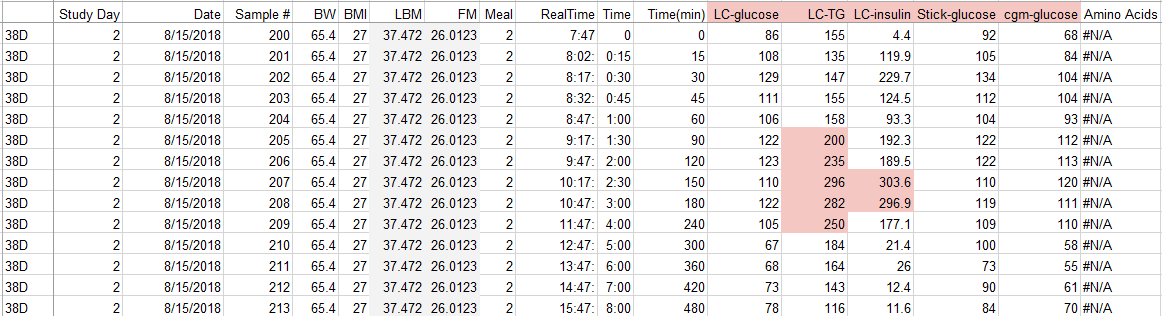 Study Day Date Sample # BW BMI LBM FM Meal RealTime Time Time(min) LC-glucose LC-TG LC-insulin Stick-glucose cgm-glucose Amino Acids
38D 2 8/15/2018 200 65.4 27 37.472 26.0123 2 7:47 0 0 86 155 4.4 92 68 #N/A
38D 2 8/15/2018 201 65.4 27 37.472 26.0123 2 8:02: 0:15 15 108 135 119.9 105 84 #N/A
38D 2 8/15/2018 202 65.4 27 37.472 26.0123 2 8:17: 0:30 30 129 147 229.7 134 104 #N/A
38D 2 8/15/2018 203 65.4 27 37.472 26.0123 2 8:32: 0:45 45 111 155 124.5 112 104 #N/A
38D 2 8/15/2018 204 65.4 27 37.472 26.0123 2 8:47: 1:00 60 106 158 93.3 104 93 #N/A
38D 2 8/15/2018 205 65.4 27 37.472 26.0123 2 9:17: 1:30 90 122 200 192.3 122 112 #N/A
38D 2 8/15/2018 206 65.4 27 37.472 26.0123 2 9:47: 2:00 120 123 235 189.5 122 113 #N/A
38D 2 8/15/2018 207 65.4 27 37.472 26.0123 2 10:17: 2:30 150 110 296 303.6 110 120 #N/A
38D 2 8/15/2018 208 65.4 27 37.472 26.0123 2 10:47: 3:00 180 122 282 296.9 119 111 #N/A
38D 2 8/15/2018 209 65.4 27 37.472 26.0123 2 11:47: 4:00 240 105 250 177.1 109 110 #N/A
38D 2 8/15/2018 210 65.4 27 37.472 26.0123 2 12:47: 5:00 300 67 184 21.4 100 58 #N/A
38D 2 8/15/2018 211 65.4 27 37.472 26.0123 2 13:47: 6:00 360 68 164 26 73 55 #N/A
38D 2 8/15/2018 212 65.4 27 37.472 26.0123 2 14:47: 7:00 420 73 143 12.4 90 61 #N/A
38D 2 8/15/2018 213 65.4 27 37.472 26.0123 2 15:47: 8:00 480 78 116 11.6 84 70 #N/A